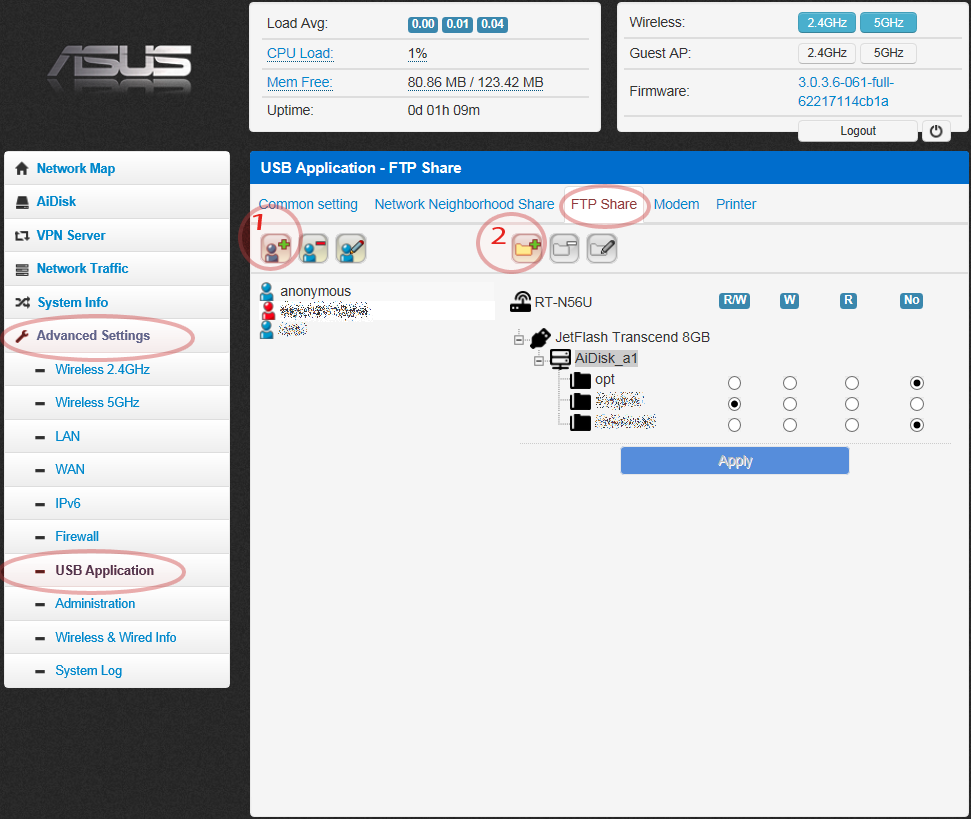 ASUS
Load Avg: 0.00 0.01 0.04
CPU Load: 1%
Mem Free: 80.86 MB / 123.42 MB
Uptime: 0d 01h 09m
Wireless: 2.4GHz 5GHz
Guest AP: 2.4GHz 5GHz
Firmware: 3.0.3.6-061-full-
62217114cb1a
Logout
Network Map
AiDisk
VPN Server
Network Traffic
System Info
Advanced Settings
Wireless 2.4GHz
Wireless 5GHz
LAN
WAN
IPv6
Firewall
USB Application
Administration
Wireless & Wired Info
System Log
USB Application - FTP Share
Common setting Network Neighborhood Share FTP Share Modem Printer
1 2
anonymous
RT-N56U R/W W R No
JetFlash Transcend 8GB
AiDisk_a1
opt
Apply